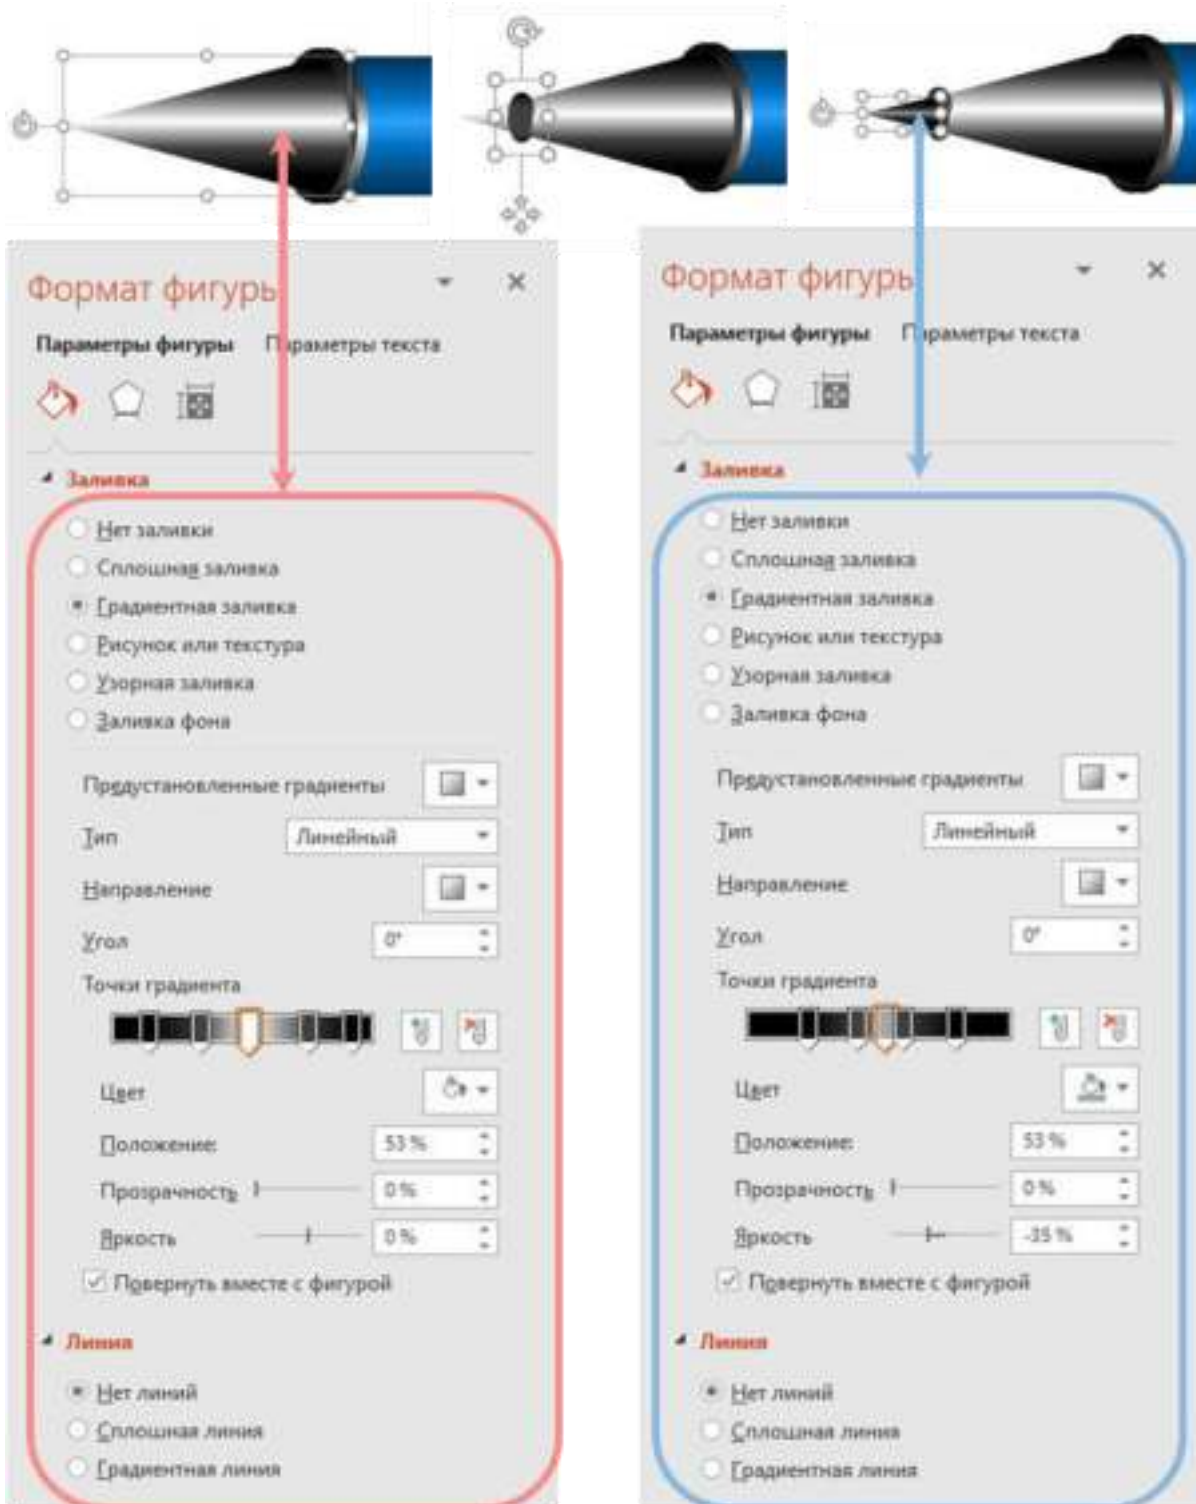 Формат фигуры
Параметры фигуры Параметры текста
Заливка
Нет заливки
Сплошная заливка
Градиентная заливка
Рисунок или текстура
Узорная заливка
Заливка фона
Предустановленные градиенты
Тип Линейный
Направление
Угол 0°
Точки градиента
Цвет
Положение: 53 %
Прозрачность 0 %
Яркость 0 %
Повернуть вместе с фигурой
Линия
Нет линий
Сплошная линия
Градиентная линия
Формат фигуры
Параметры фигуры Параметры текста
Заливка
Нет заливки
Сплошная заливка
Градиентная заливка
Рисунок или текстура
Узорная заливка
Заливка фона
Предустановленные градиенты
Тип Линейный
Направление
Угол 0°
Точки градиента
Цвет
Положение: 53 %
Прозрачность 0 %
Яркость -35 %
Повернуть вместе с фигурой
Линия
Нет линий
Сплошная линия
Градиентная линия